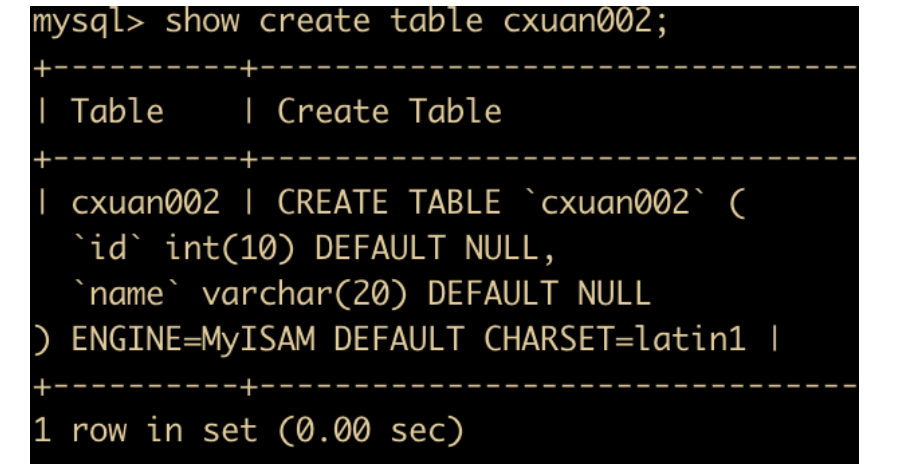 mysql> show create table cxuan002;
+----------+--------------------------------
| Table    | Create Table
+----------+--------------------------------
| cxuan002 | CREATE TABLE `cxuan002` (
  `id` int(10) DEFAULT NULL,
  `name` varchar(20) DEFAULT NULL
) ENGINE=MyISAM DEFAULT CHARSET=latin1 |
+----------+--------------------------------
1 row in set (0.00 sec)